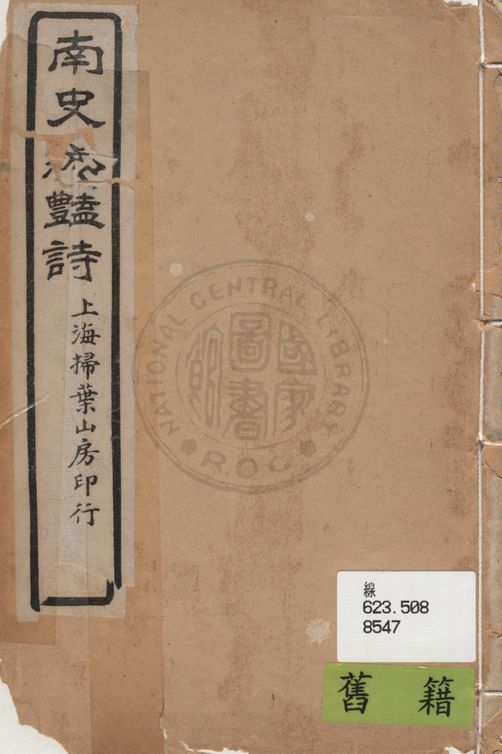 南史
豔詩
上海掃葉山房印行
NATIONAL CENTRAL LIBRARY
ROC
國家
圖書
館
線
623.508
8547
舊籍